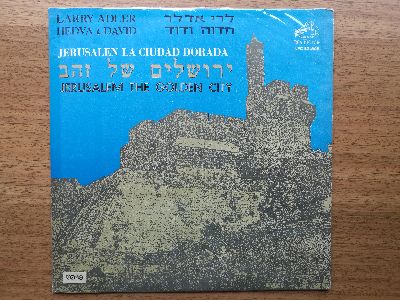 LARRY ADLER לרי אדלר
HEDVA & DAVID חדוה ודוד
JERUSALEN LA CIUDAD DORADA
ירושלים של זהב
JERUSALEM THE GOLDEN CITY